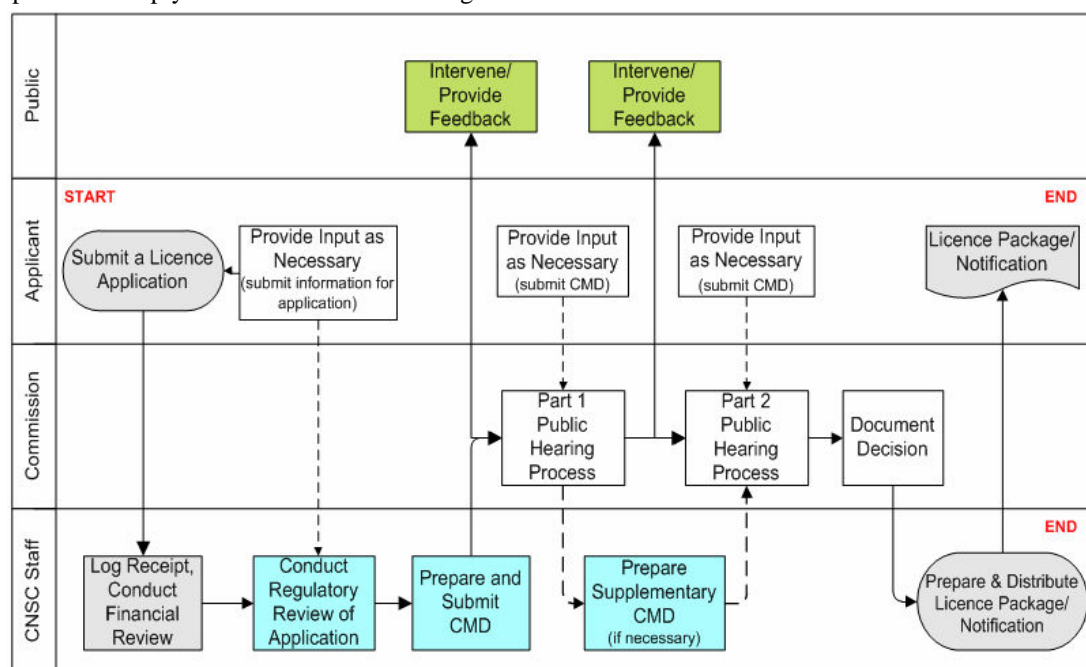 Public
Intervene/
Provide
Feedback
Intervene/
Provide
Feedback
Applicant
START
END
Submit a Licence
Application
Provide Input as
Necessary
(submit information for
application)
Provide Input
as Necessary
(submit CMD)
Provide Input
as Necessary
(submit CMD)
Licence Package/
Notification
Commission
Part 1
Public
Hearing
Process
Part 2
Public
Hearing
Process
Document
Decision
CNSC Staff
END
Log Receipt,
Conduct
Financial
Review
Conduct
Regulatory
Review of
Application
Prepare and
Submit
CMD
Prepare
Supplementary
CMD
(if necessary)
Prepare & Distribute
Licence Package/
Notification